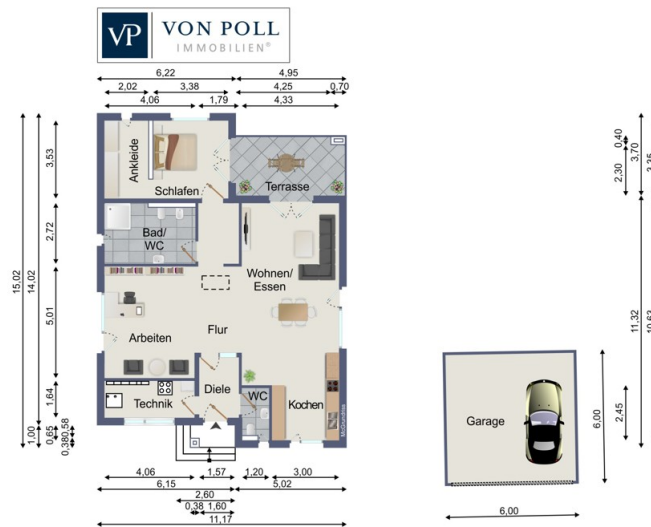 VP VON POLL
IMMOBILIEN®
6,22 4,95
2,02 3,38 4,25 0,70
4,06 1,79 4,33
15,02
14,02
3,53
2,72
5,01
1,64
1,00
0,65
0,38
0,58
Ankleide
Schlafen
Terrasse
Bad/
WC
Wohnen/
Essen
Arbeiten
Flur
Diele
Technik
WC
Kochen
0,40
2,30
3,70
3,35
11,32
10,63
Garage
6,00
2,45
6,00
4,06 1,57 1,20 3,00
6,15 5,02
2,60
0,38 1,60
11,17